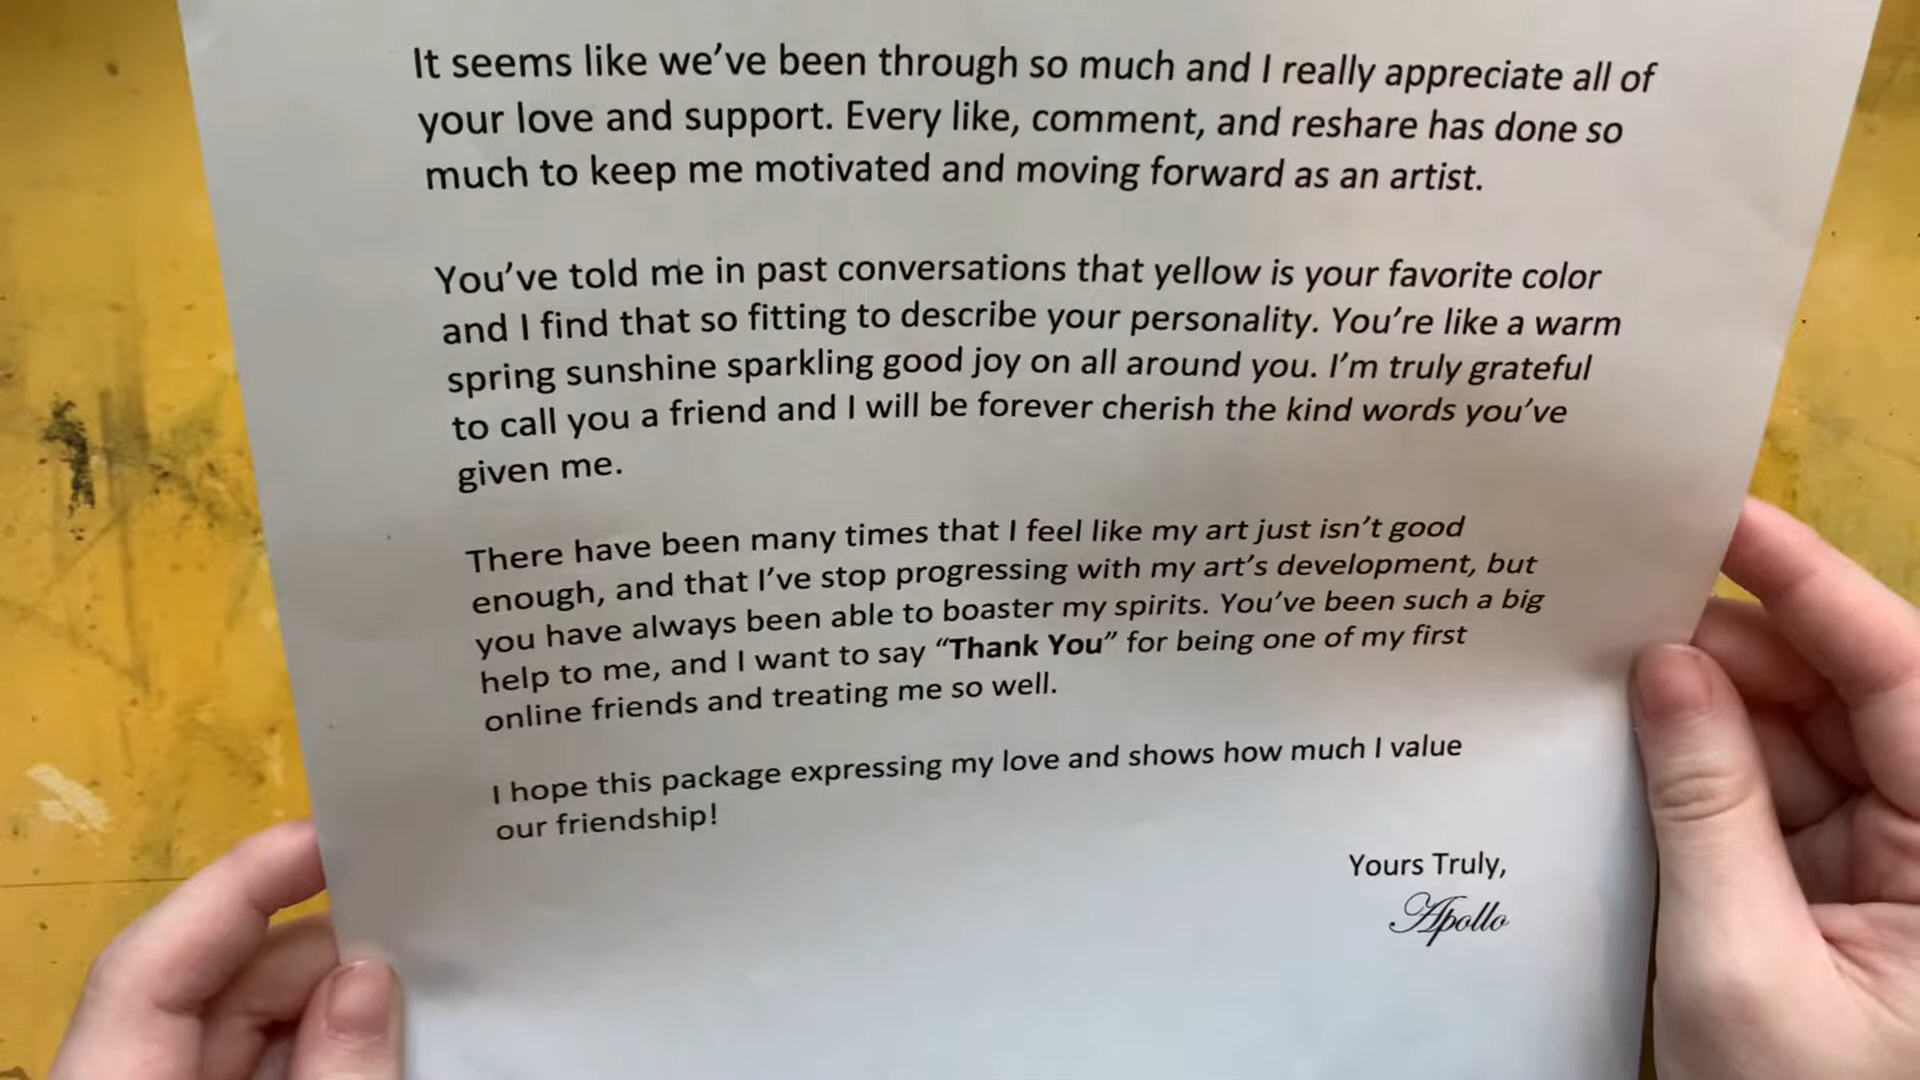 It seems like we've been through so much and I really appreciate all of
your love and support. Every like, comment, and reshare has done so
much to keep me motivated and moving forward as an artist.
You've told me in past conversations that yellow is your favorite color
and I find that so fitting to describe your personality. You're like a warm
spring sunshine sparkling good joy on all around you. I'm truly grateful
to call you a friend and I will be forever cherish the kind words you've
given me.
There have been many times that I feel like my art just isn't good
enough, and that I've stop progressing with my art's development, but
you have always been able to boaster my spirits. You've been such a big
help to me, and I want to say “Thank You” for being one of my first
online friends and treating me so well.
I hope this package expressing my love and shows how much I value
our friendship!
Yours Truly,
Apollo